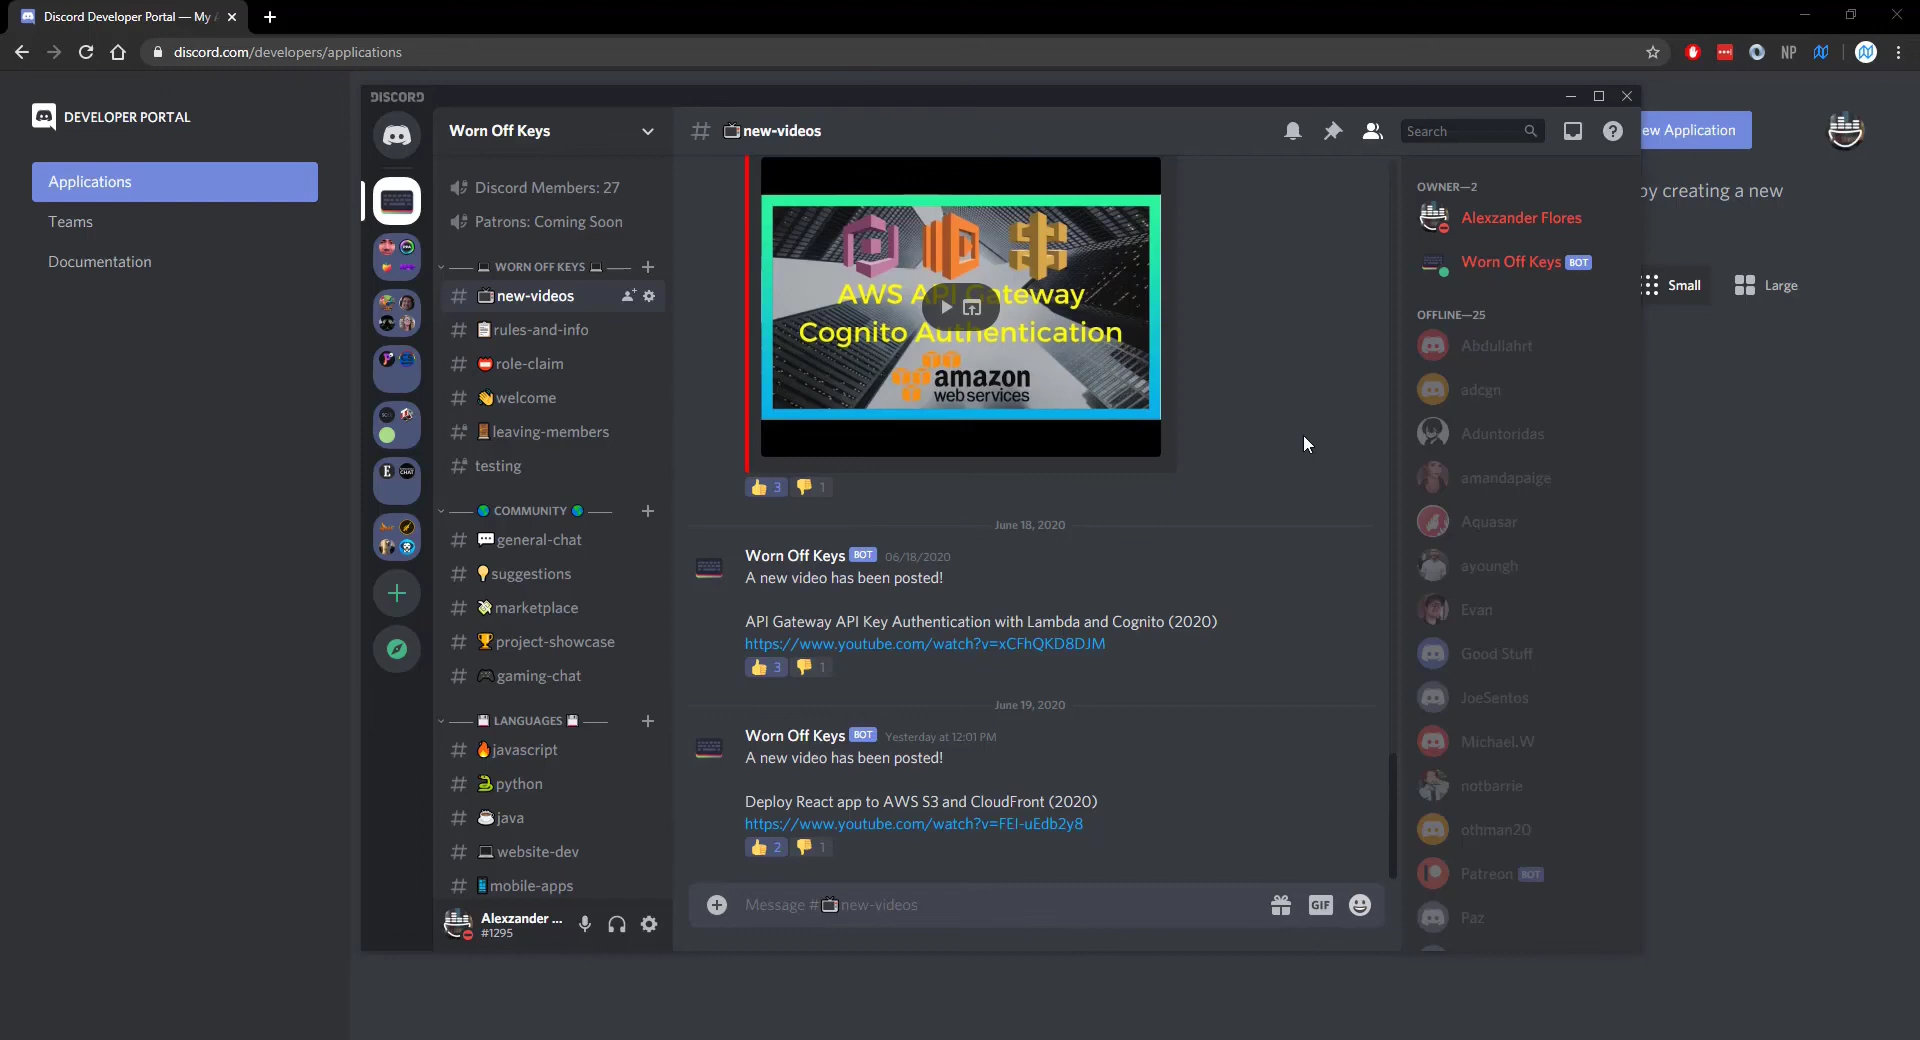 Discord Developer Portal — My
discord.com/developers/applications
NP
DEVELOPER PORTAL
Applications
Teams
Documentation
ew Application
by creating a new
Small
Large
DISCORD
Worn Off Keys
Discord Members: 27
Patrons: Coming Soon
WORN OFF KEYS
new-videos
rules-and-info
role-claim
welcome
leaving-members
testing
COMMUNITY
general-chat
suggestions
marketplace
project-showcase
gaming-chat
LANGUAGES
javascript
python
java
website-dev
mobile-apps
Alexzander ...
#1295
new-videos
Search
AWS API Gateway
Cognito Authentication
amazon
webservices
3 1
June 18, 2020
Worn Off Keys BOT 06/18/2020
A new video has been posted!
API Gateway API Key Authentication with Lambda and Cognito (2020)
https://www.youtube.com/watch?v=xCFhQKD8DJM
3 1
June 19, 2020
Worn Off Keys BOT Yesterday at 12:01 PM
A new video has been posted!
Deploy React app to AWS S3 and CloudFront (2020)
https://www.youtube.com/watch?v=FEI-uEdb2y8
2 1
Message # new-videos
GIF
OWNER—2
Alexzander Flores
Worn Off Keys BOT
OFFLINE—25
Abdullahrt
adcgn
Aduntoridas
amandapaige
Aquasar
ayoungh
Evan
Good Stuff
JoeSentos
Michael.W
notbarrie
othman20
Patreon BOT
Paz